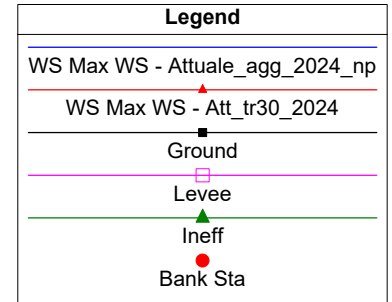 Legend
WS Max WS - Attuale_agg_2024_np
WS Max WS - Att_tr30_2024
Ground
Levee
Ineff
Bank Sta